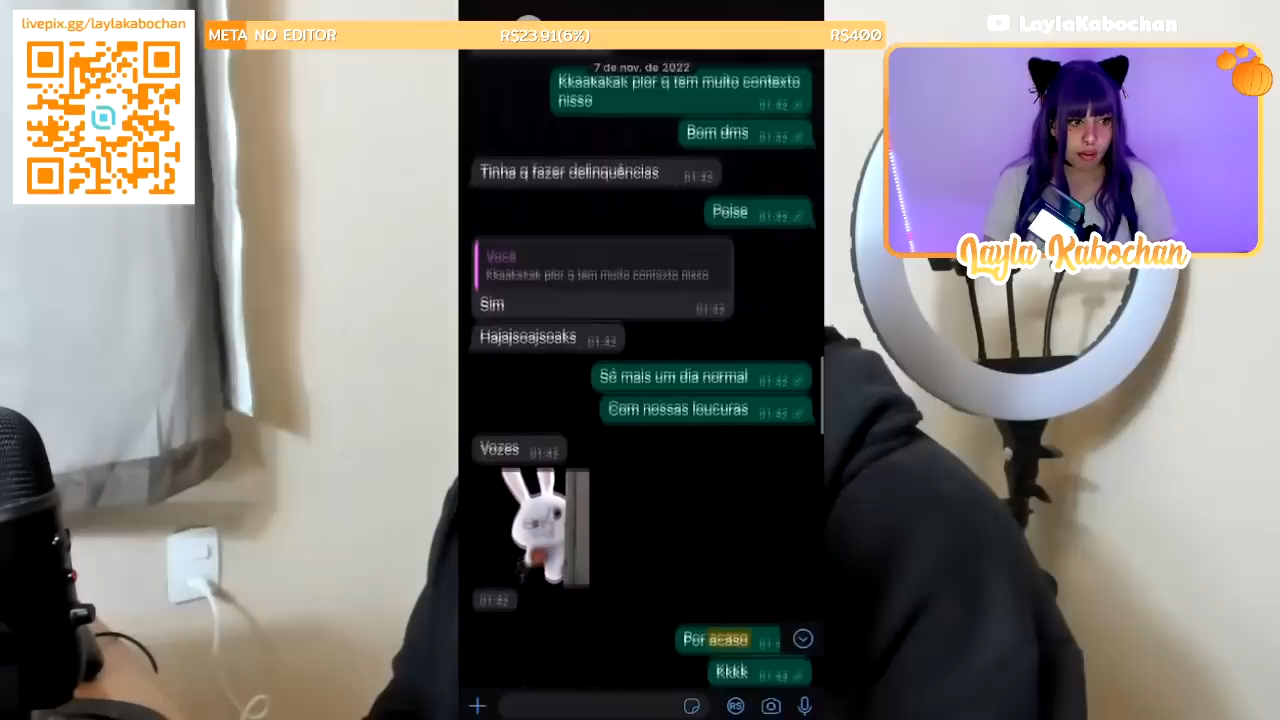 livepix.gg/laylakabochan
META NO EDITOR
R$23.91(6%)
R$400
LaylaKabochan
Layla Kabochan
7 de nov. de 2022
Kkaakakak pior q tem muito contexto
nisso
01:42
Bom dms
01:42
Tinha q fazer delinquências
01:42
Poise
01:42
Você
Kkaakakak pior q tem muito contexto nisso
Sim
01:42
Hajajsoajsoaks
01:42
Só mais um dia normal
01:42
Com nossas loucuras
01:42
Vozes
01:42
01:42
Por acaso
Kkkk
01:42
R$